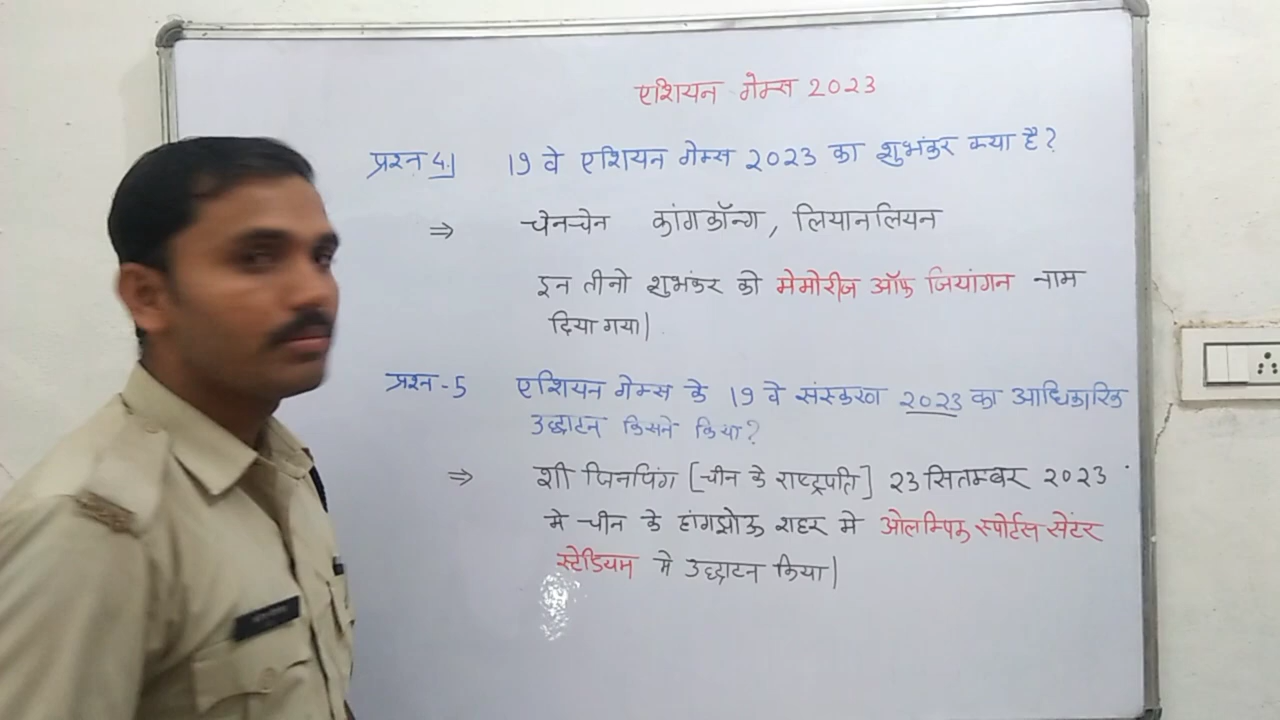 एशियन गेम्स 2023
प्रश्न 4.| 19 वे एशियन गेम्स 2023 का शुभंकर क्या है?
⇒ चेनचेन कांगकॉन्ग, लियानलियन
इन तीनो शुभंकर को मेमोरीज ऑफ जियांगन नाम
दिया गया|
प्रश्न-5 एशियन गेम्स के 19 वे संस्करण 2023 का आधिकारिक
उद्घाटन किसने किया?
⇒ शी जिनपिंग [चीन के राष्ट्रपति] 23 सितम्बर 2023
मे चीन के हांगझोऊ शहर मे ओलम्पिक स्पोर्टस सेंटर
स्टेडियम मे उद्घाटन किया|